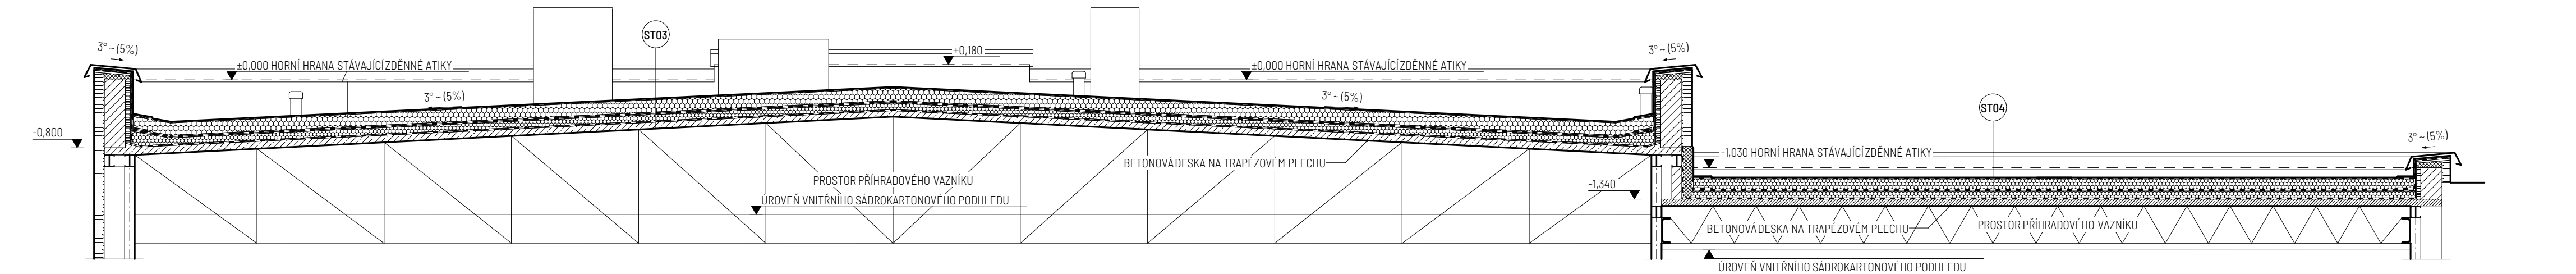 ST03
3° ~ (5%)
3° ~ (5%)
+0,180
±0,000 HORNÍ HRANA STÁVAJÍCÍ ZDĚNNÉ ATIKY
±0,000 HORNÍ HRANA STÁVAJÍCÍ ZDĚNNÉ ATIKY
3° ~ (5%)
3° ~ (5%)
ST04
-0,800
3° ~ (5%)
-1,030 HORNÍ HRANA STÁVAJÍCÍ ZDĚNNÉ ATIKY
BETONOVÁ DESKA NA TRAPÉZOVÉM PLECHU
PROSTOR PŘÍHRADOVÉHO VAZNÍKU
-1,340
ÚROVEŇ VNITŘNÍHO SÁDROKARTONOVÉHO PODHLEDU
BETONOVÁ DESKA NA TRAPÉZOVÉM PLECHU
PROSTOR PŘÍHRADOVÉHO VAZNÍKU
ÚROVEŇ VNITŘNÍHO SÁDROKARTONOVÉHO PODHLEDU